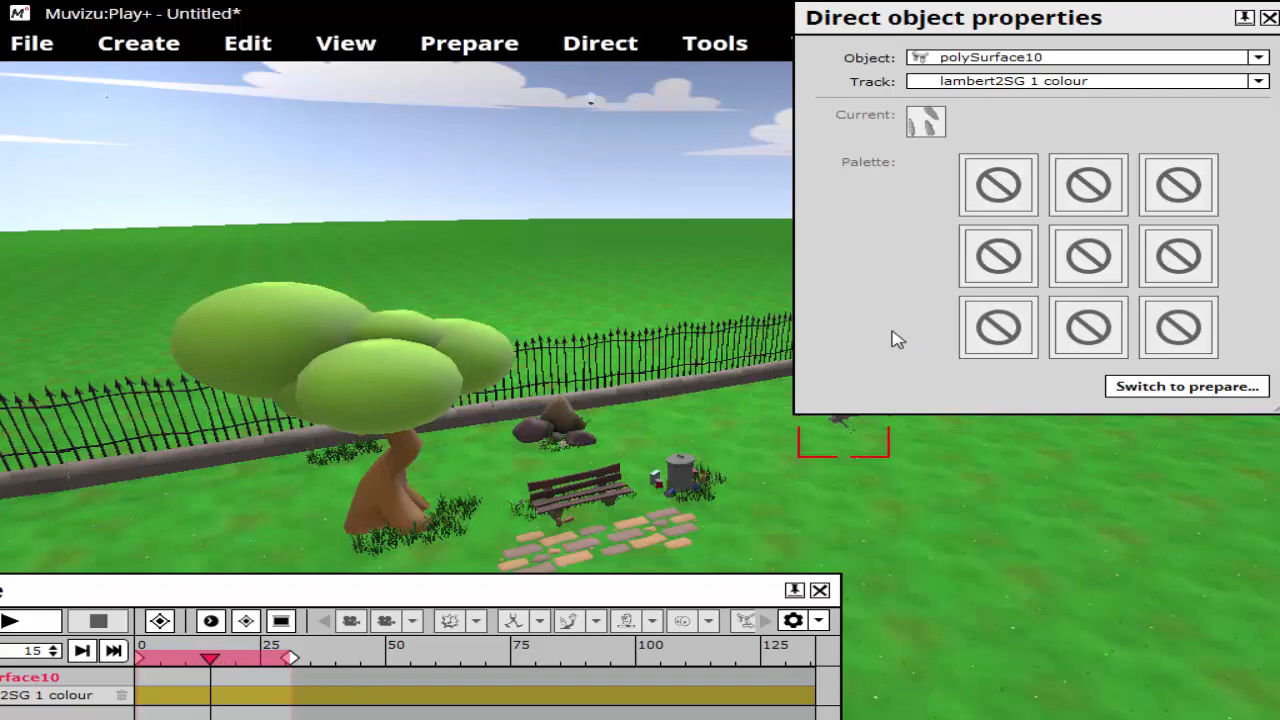 Muvizu:Play+ - Untitled*
File Create Edit View Prepare Direct Tools
Direct object properties
Object: polySurface10
Track: lambert2SG 1 colour
Current:
Palette:
Switch to prepare...
e
0 25 50 75 100 125
15
rface10
2SG 1 colour